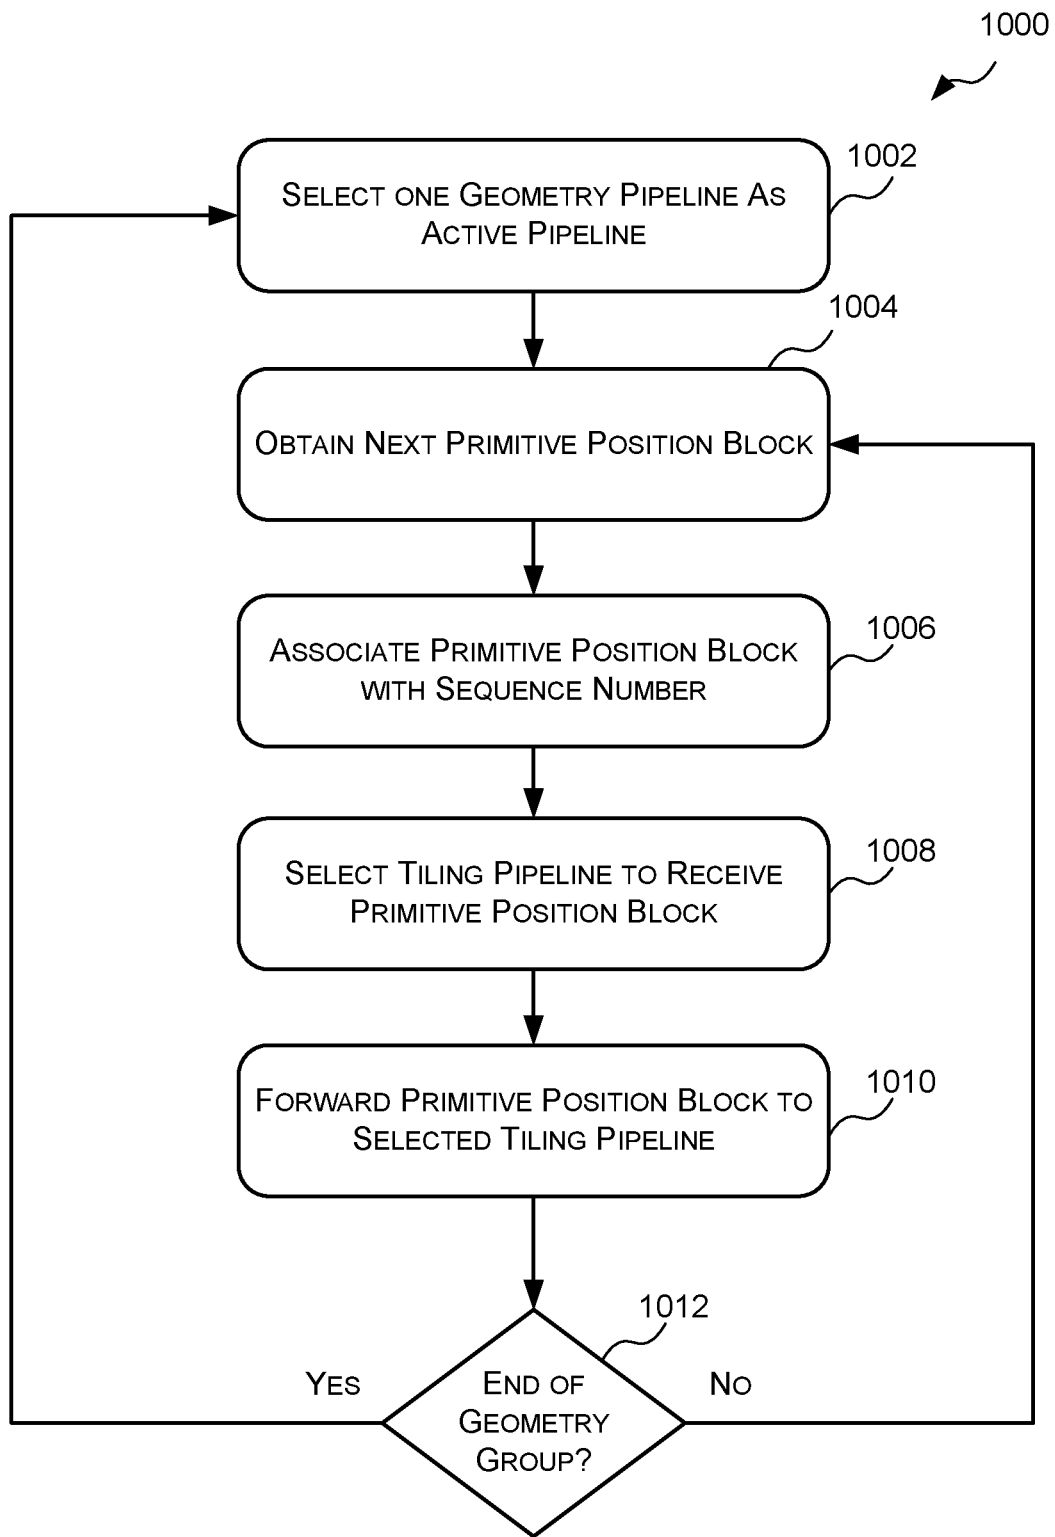 1000
1002
SELECT ONE GEOMETRY PIPELINE AS
ACTIVE PIPELINE
1004
OBTAIN NEXT PRIMITIVE POSITION BLOCK
1006
ASSOCIATE PRIMITIVE POSITION BLOCK
WITH SEQUENCE NUMBER
1008
SELECT TILING PIPELINE TO RECEIVE
PRIMITIVE POSITION BLOCK
1010
FORWARD PRIMITIVE POSITION BLOCK TO
SELECTED TILING PIPELINE
1012
YES
NO
END OF
GEOMETRY
GROUP?